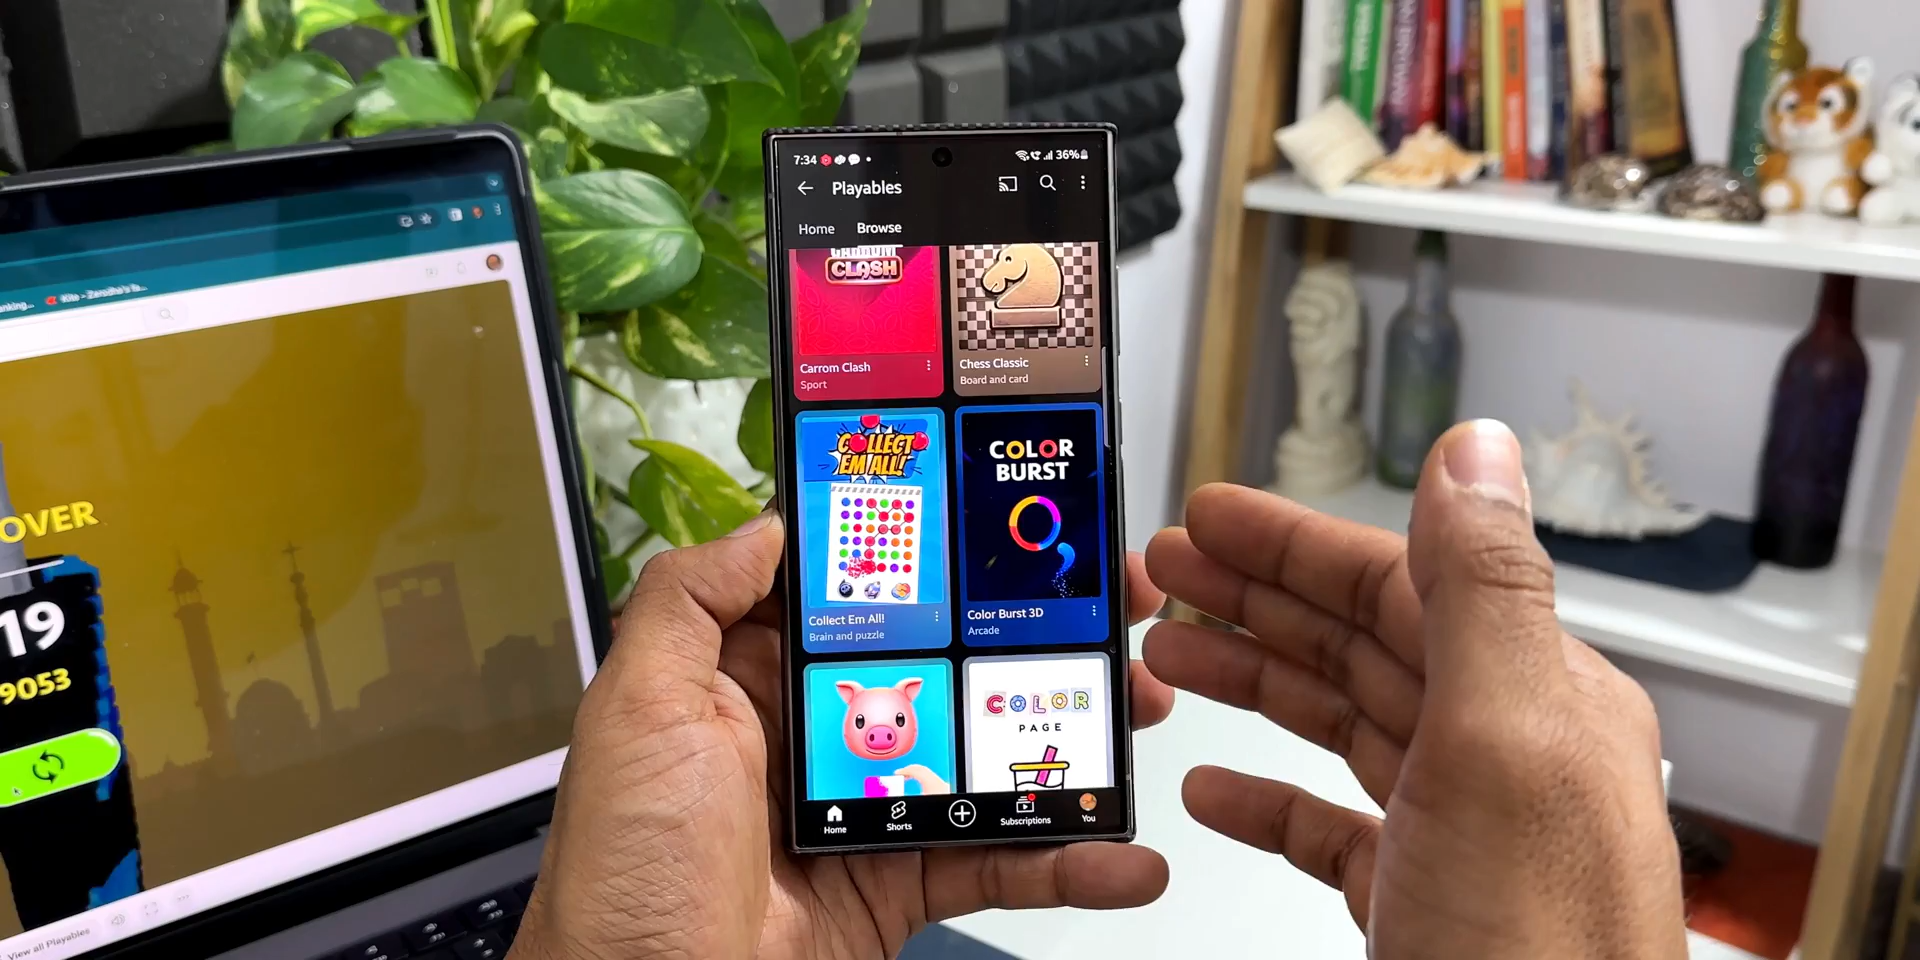 7:34
36%
Playables
Home
Browse
CLASH
Carrom Clash
Sport
Chess Classic
Board and card
COLLECT
EM ALL!
Collect Em All!
Brain and puzzle
COLOR
BURST
Color Burst 3D
Arcade
COLOR
PAGE
Home
Shorts
Subscriptions
You
OVER
19
9053
View all Playables